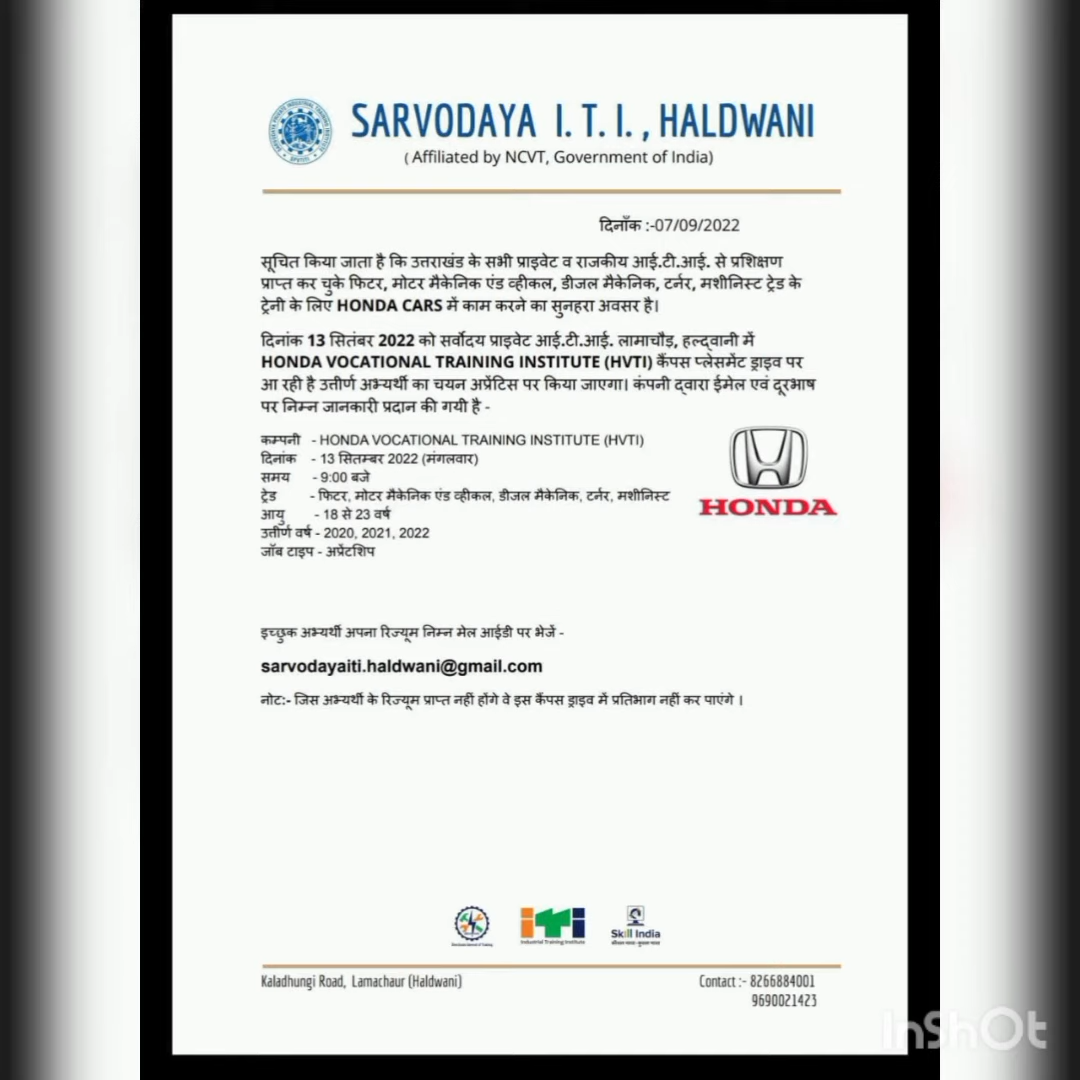 SARVODAYA I. T. I. , HALDWANI
( Affiliated by NCVT, Government of India)
दिनाँक :-07/09/2022
सूचित किया जाता है कि उत्तराखंड के सभी प्राइवेट व राजकीय आई.टी.आई. से प्रशिक्षण
प्राप्त कर चुके फिटर, मोटर मैकेनिक एंड व्हीकल, डीजल मैकेनिक, टर्नर, मशीनिस्ट ट्रेड के
ट्रेनी के लिए HONDA CARS में काम करने का सुनहरा अवसर है।
दिनांक 13 सितंबर 2022 को सर्वोदय प्राइवेट आई.टी.आई. लामाचौड़, हल्द्वानी में
HONDA VOCATIONAL TRAINING INSTITUTE (HVTI) कैंपस प्लेसमेंट ड्राइव पर
आ रही है उत्तीर्ण अभ्यर्थी का चयन अप्रेंटिस पर किया जाएगा। कंपनी द्वारा ईमेल एवं दूरभाष
पर निम्न जानकारी प्रदान की गयी है -
कम्पनी - HONDA VOCATIONAL TRAINING INSTITUTE (HVTI)
दिनांक - 13 सितम्बर 2022 (मंगलवार)
समय - 9:00 बजे
ट्रेड - फिटर, मोटर मैकेनिक एंड व्हीकल, डीजल मैकेनिक, टर्नर, मशीनिस्ट
आयु - 18 से 23 वर्ष
उत्तीर्ण वर्ष - 2020, 2021, 2022
जॉब टाइप - अप्रेंटशिप
HONDA
इच्छुक अभ्यर्थी अपना रिज्यूम निम्न मेल आईडी पर भेजें -
sarvodayaiti.haldwani@gmail.com
नोट:- जिस अभ्यर्थी के रिज्यूम प्राप्त नहीं होंगे वे इस कैंपस ड्राइव में प्रतिभाग नहीं कर पाएंगे ।
iTi
Industrial Training Institute
Skill India
Kaladhungi Road, Lamachaur (Haldwani)
Contact :- 8266884001
9690021423
InShOt